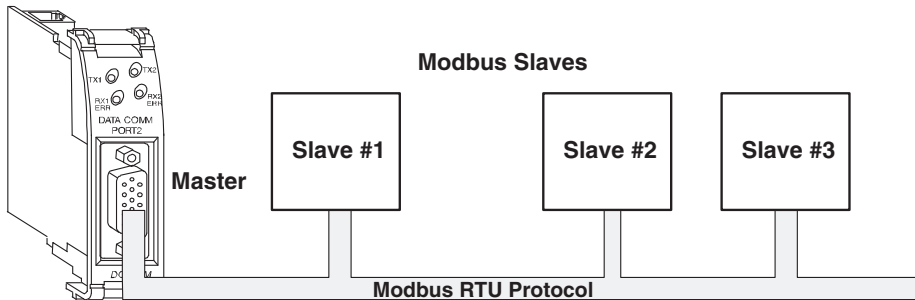 TX1 TX2
RX1
ERR
RX2
ERR
DATA COMM
PORT2
Master
Modbus Slaves
Slave #1
Slave #2
Slave #3
Modbus RTU Protocol